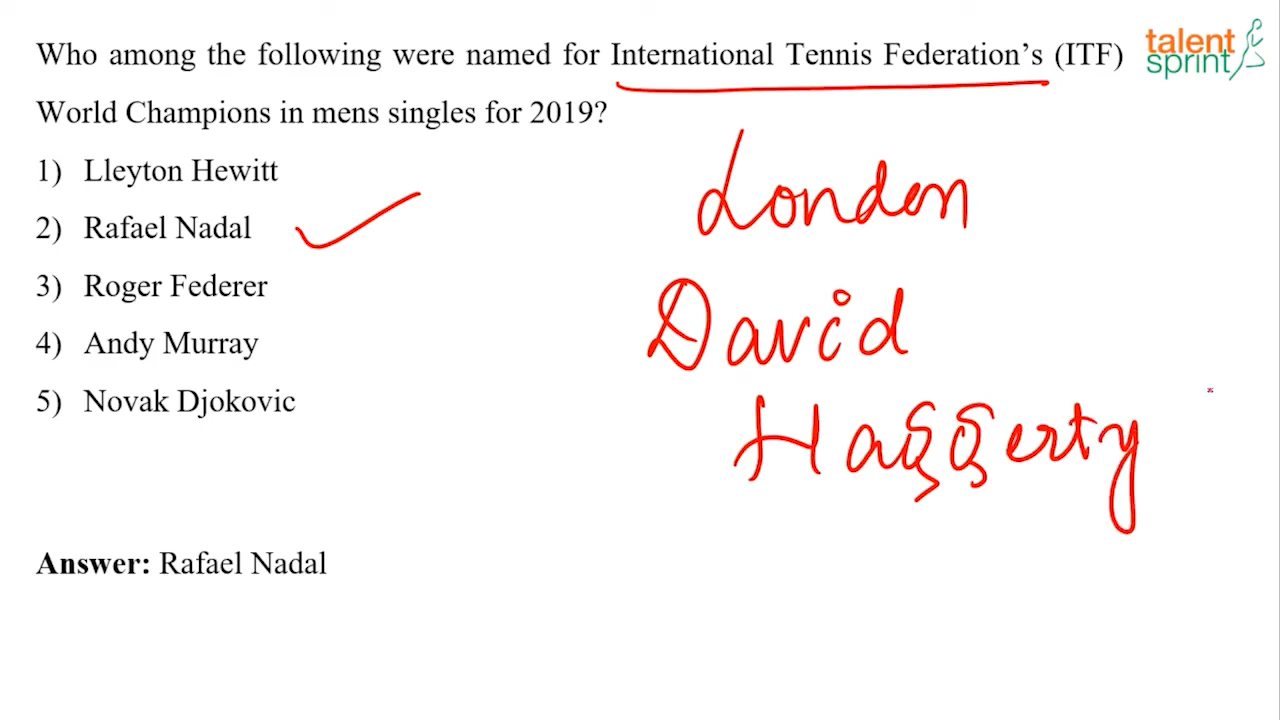 Who among the following were named for International Tennis Federation’s (ITF)
World Champions in mens singles for 2019?
1) Lleyton Hewitt
2) Rafael Nadal
3) Roger Federer
4) Andy Murray
5) Novak Djokovic
Answer: Rafael Nadal
talent
sprint
London
David
Haggerty